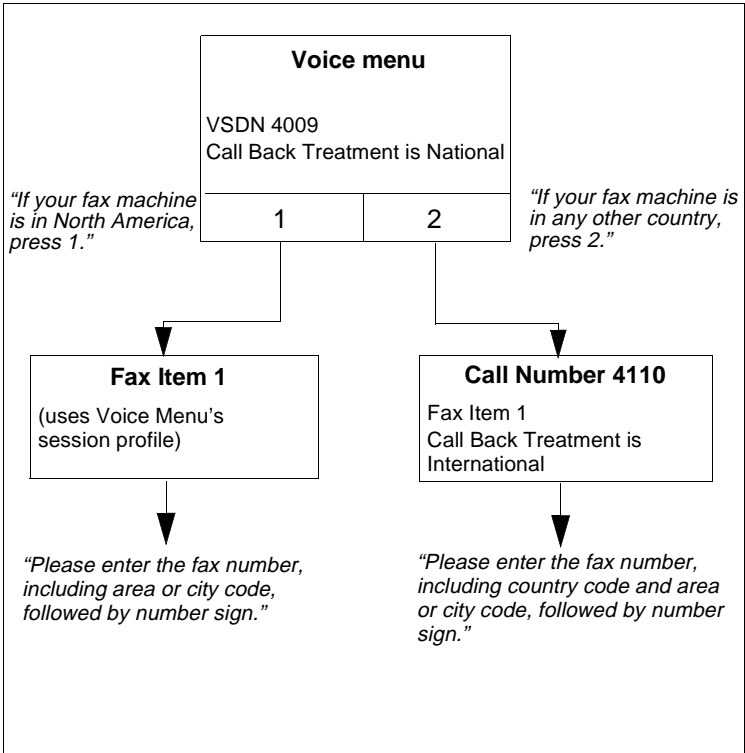 Voice menu
VSDN 4009
Call Back Treatment is National
“If your fax machine
is in North America,
press 1.”
1
2
“If your fax machine is
in any other country,
press 2.”
Fax Item 1
(uses Voice Menu’s
session profile)
Call Number 4110
Fax Item 1
Call Back Treatment is
International
“Please enter the fax number,
including area or city code,
followed by number sign.”
“Please enter the fax number,
including country code and area
or city code, followed by number
sign.”